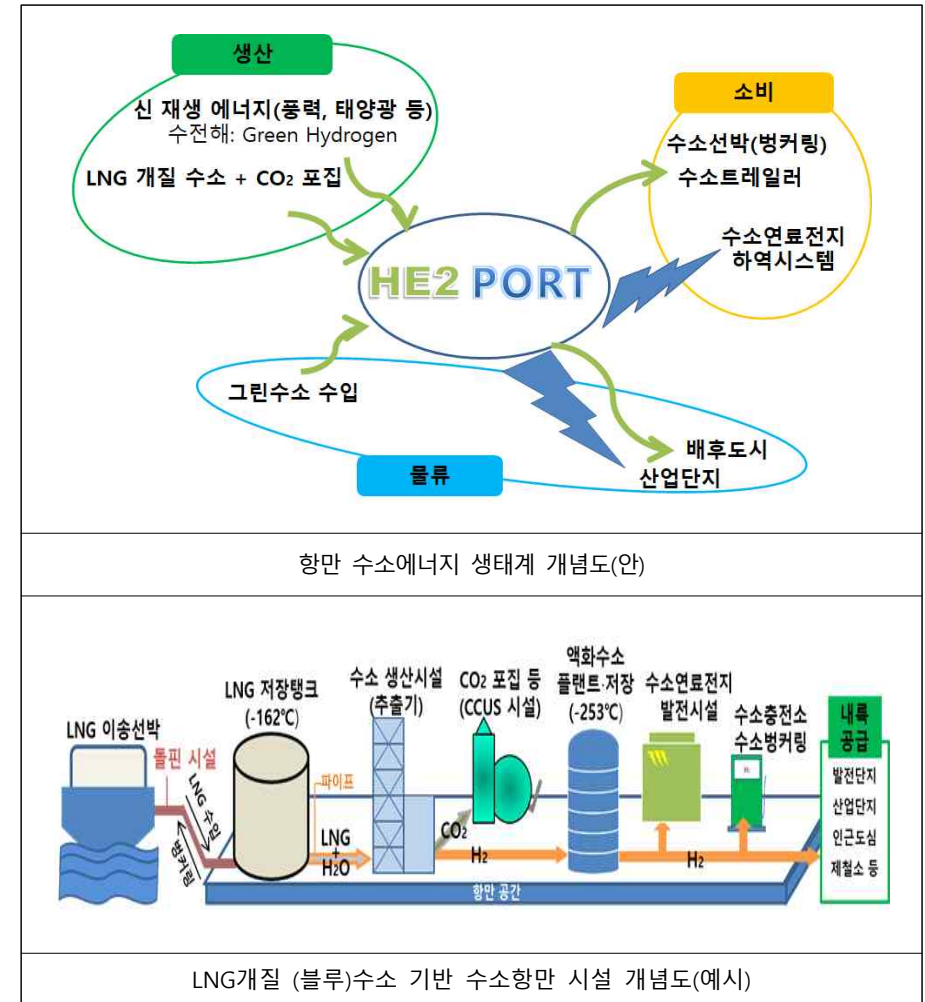 생산
신 재생 에너지(풍력, 태양광 등)
수전해: Green Hydrogen
LNG 개질 수소 + CO₂ 포집
소비
수소선박(벙커링)
수소트레일러
수소연료전지
하역시스템
HE2 PORT
그린수소 수입
배후도시
산업단지
물류
항만 수소에너지 생태계 개념도(안)
LNG 이송선박
돌핀 시설
LNG 수입
벙커링
LNG 저장탱크
(-162℃)
파이프
LNG
+
H₂O
수소 생산시설
(추출기)
CO₂
CO₂ 포집 등
(CCUS 시설)
H₂
액화수소
플랜트·저장
(-253℃)
수소연료전지
발전시설
수소충전소
수소벙커링
H₂
내륙
공급
발전단지
산업단지
인근도심
제철소 등
항만 공간
LNG개질 (블루)수소 기반 수소항만 시설 개념도(예시)